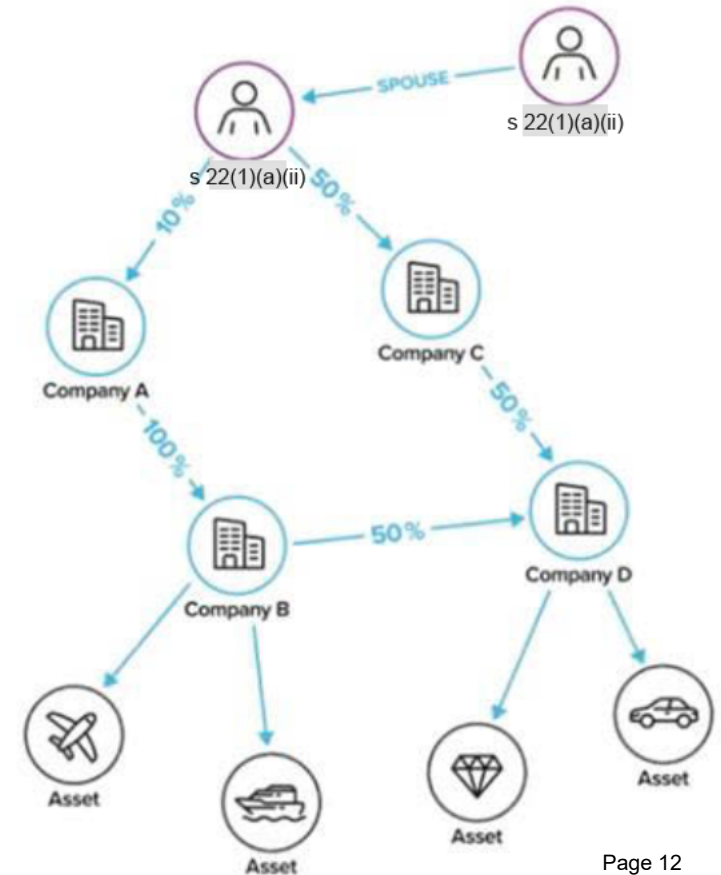 SPOUSE
s 22(1)(a)(ii)
s 22(1)(a)(ii)
10%
50%
Company A
Company C
100%
50%
50%
Company B
Company D
Asset
Asset
Asset
Asset
Page 12